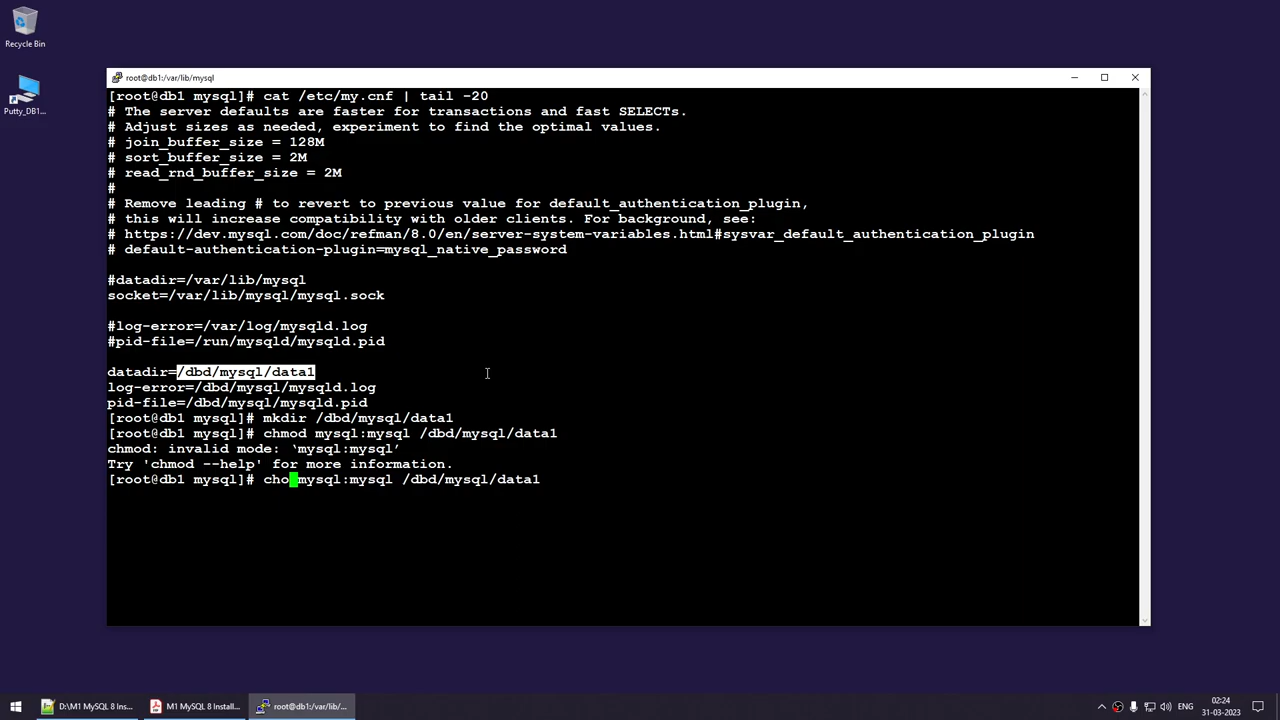 Recycle Bin
Putty_DB1...
root@db1:/var/lib/mysql
[root@db1 mysql]# cat /etc/my.cnf | tail -20
# The server defaults are faster for transactions and fast SELECTs.
# Adjust sizes as needed, experiment to find the optimal values.
# join_buffer_size = 128M
# sort_buffer_size = 2M
# read_rnd_buffer_size = 2M
#
# Remove leading # to revert to previous value for default_authentication_plugin,
# this will increase compatibility with older clients. For background, see:
# https://dev.mysql.com/doc/refman/8.0/en/server-system-variables.html#sysvar_default_authentication_plugin
# default-authentication-plugin=mysql_native_password
#datadir=/var/lib/mysql
socket=/var/lib/mysql/mysql.sock
#log-error=/var/log/mysqld.log
#pid-file=/run/mysqld/mysqld.pid
datadir=/dbd/mysql/data1
log-error=/dbd/mysql/mysqld.log
pid-file=/dbd/mysql/mysqld.pid
[root@db1 mysql]# mkdir /dbd/mysql/data1
[root@db1 mysql]# chmod mysql:mysql /dbd/mysql/data1
chmod: invalid mode: ‘mysql:mysql’
Try 'chmod --help' for more information.
[root@db1 mysql]# cho mysql:mysql /dbd/mysql/data1
D:\M1 MySQL 8 Inst...
M1 MySQL 8 Install...
root@db1:/var/lib/...
ENG
02:24
31-03-2023